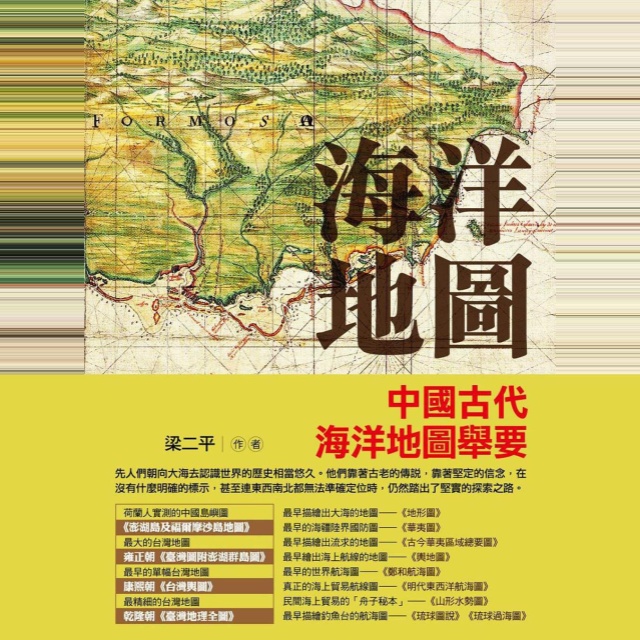 FORMOSA
海洋
地圖
中國古代
海洋地圖舉要
梁二平｜作者
先人們朝向大海去認識世界的歷史相當悠久。他們靠著古老的傳說，靠著堅定的信念，在
沒有什麼明確的標示，甚至連東西南北都無法準確定位時，仍然踏出了堅實的探索之路。
荷蘭人實測的中國島嶼圖
《澎湖島及福爾摩沙島地圖》
最大的台灣地圖
雍正朝《臺灣圖附澎湖群島圖》
最早的單幅台灣地圖
康熙朝《台灣輿圖》
最精細的台灣地圖
乾隆朝《臺灣地理全圖》
最早描繪出大海的地圖——《地形圖》
最早的海疆陸界國防圖——《華夷圖》
最早描繪出流求的地圖——《古今華夷區域總要圖》
最早繪出海上航線的地圖——《輿地圖》
最早的世界航海圖——《鄭和航海圖》
真正的海上貿易航線圖——《明代東西洋航海圖》
民間海上貿易的「舟子秘本」——《山形水勢圖》
最早描繪釣魚台的航海圖——《琉球圖說》《琉球過海圖》